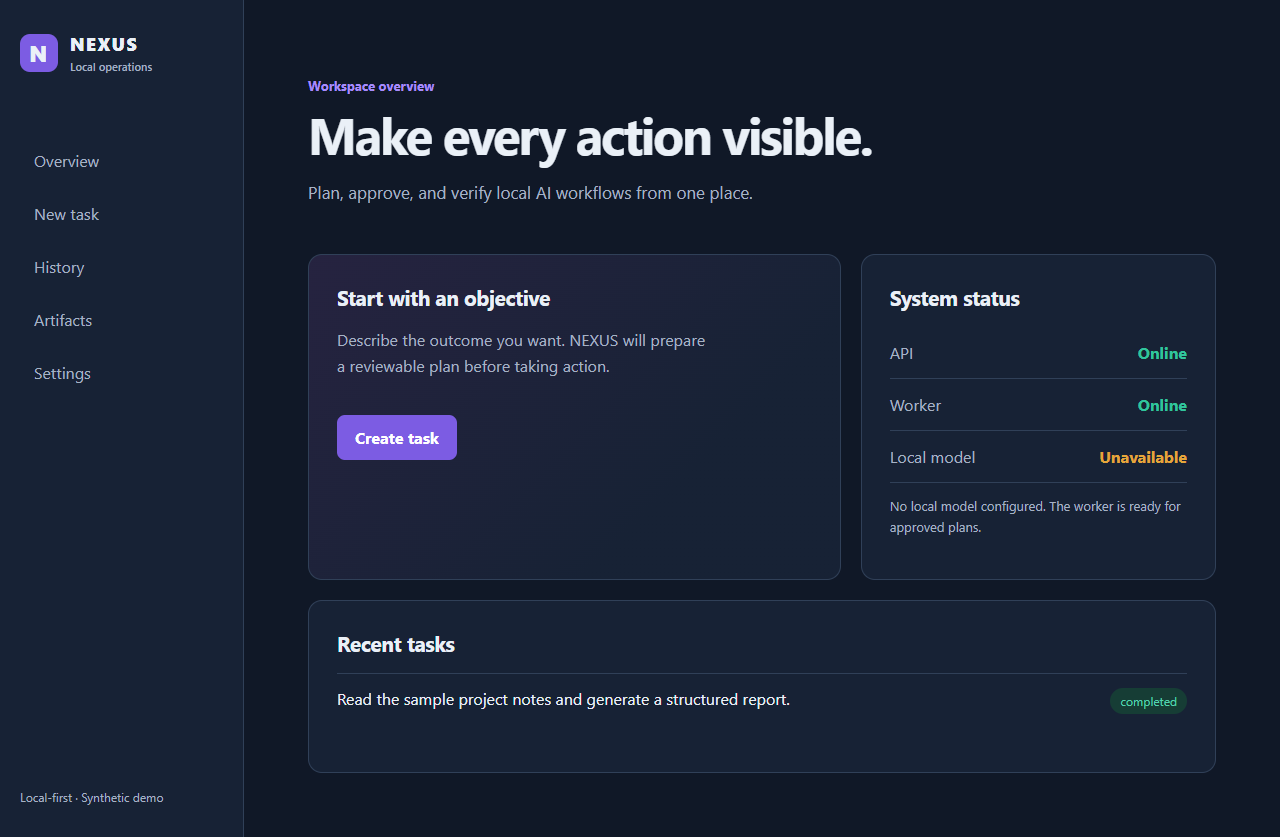 N
NEXUS
Local operations
Overview
New task
History
Artifacts
Settings
Local-first · Synthetic demo
Workspace overview
Make every action visible.
Plan, approve, and verify local AI workflows from one place.
Start with an objective
Describe the outcome you want. NEXUS will prepare
a reviewable plan before taking action.
Create task
System status
API Online
Worker Online
Local model Unavailable
No local model configured. The worker is ready for
approved plans.
Recent tasks
Read the sample project notes and generate a structured report. completed